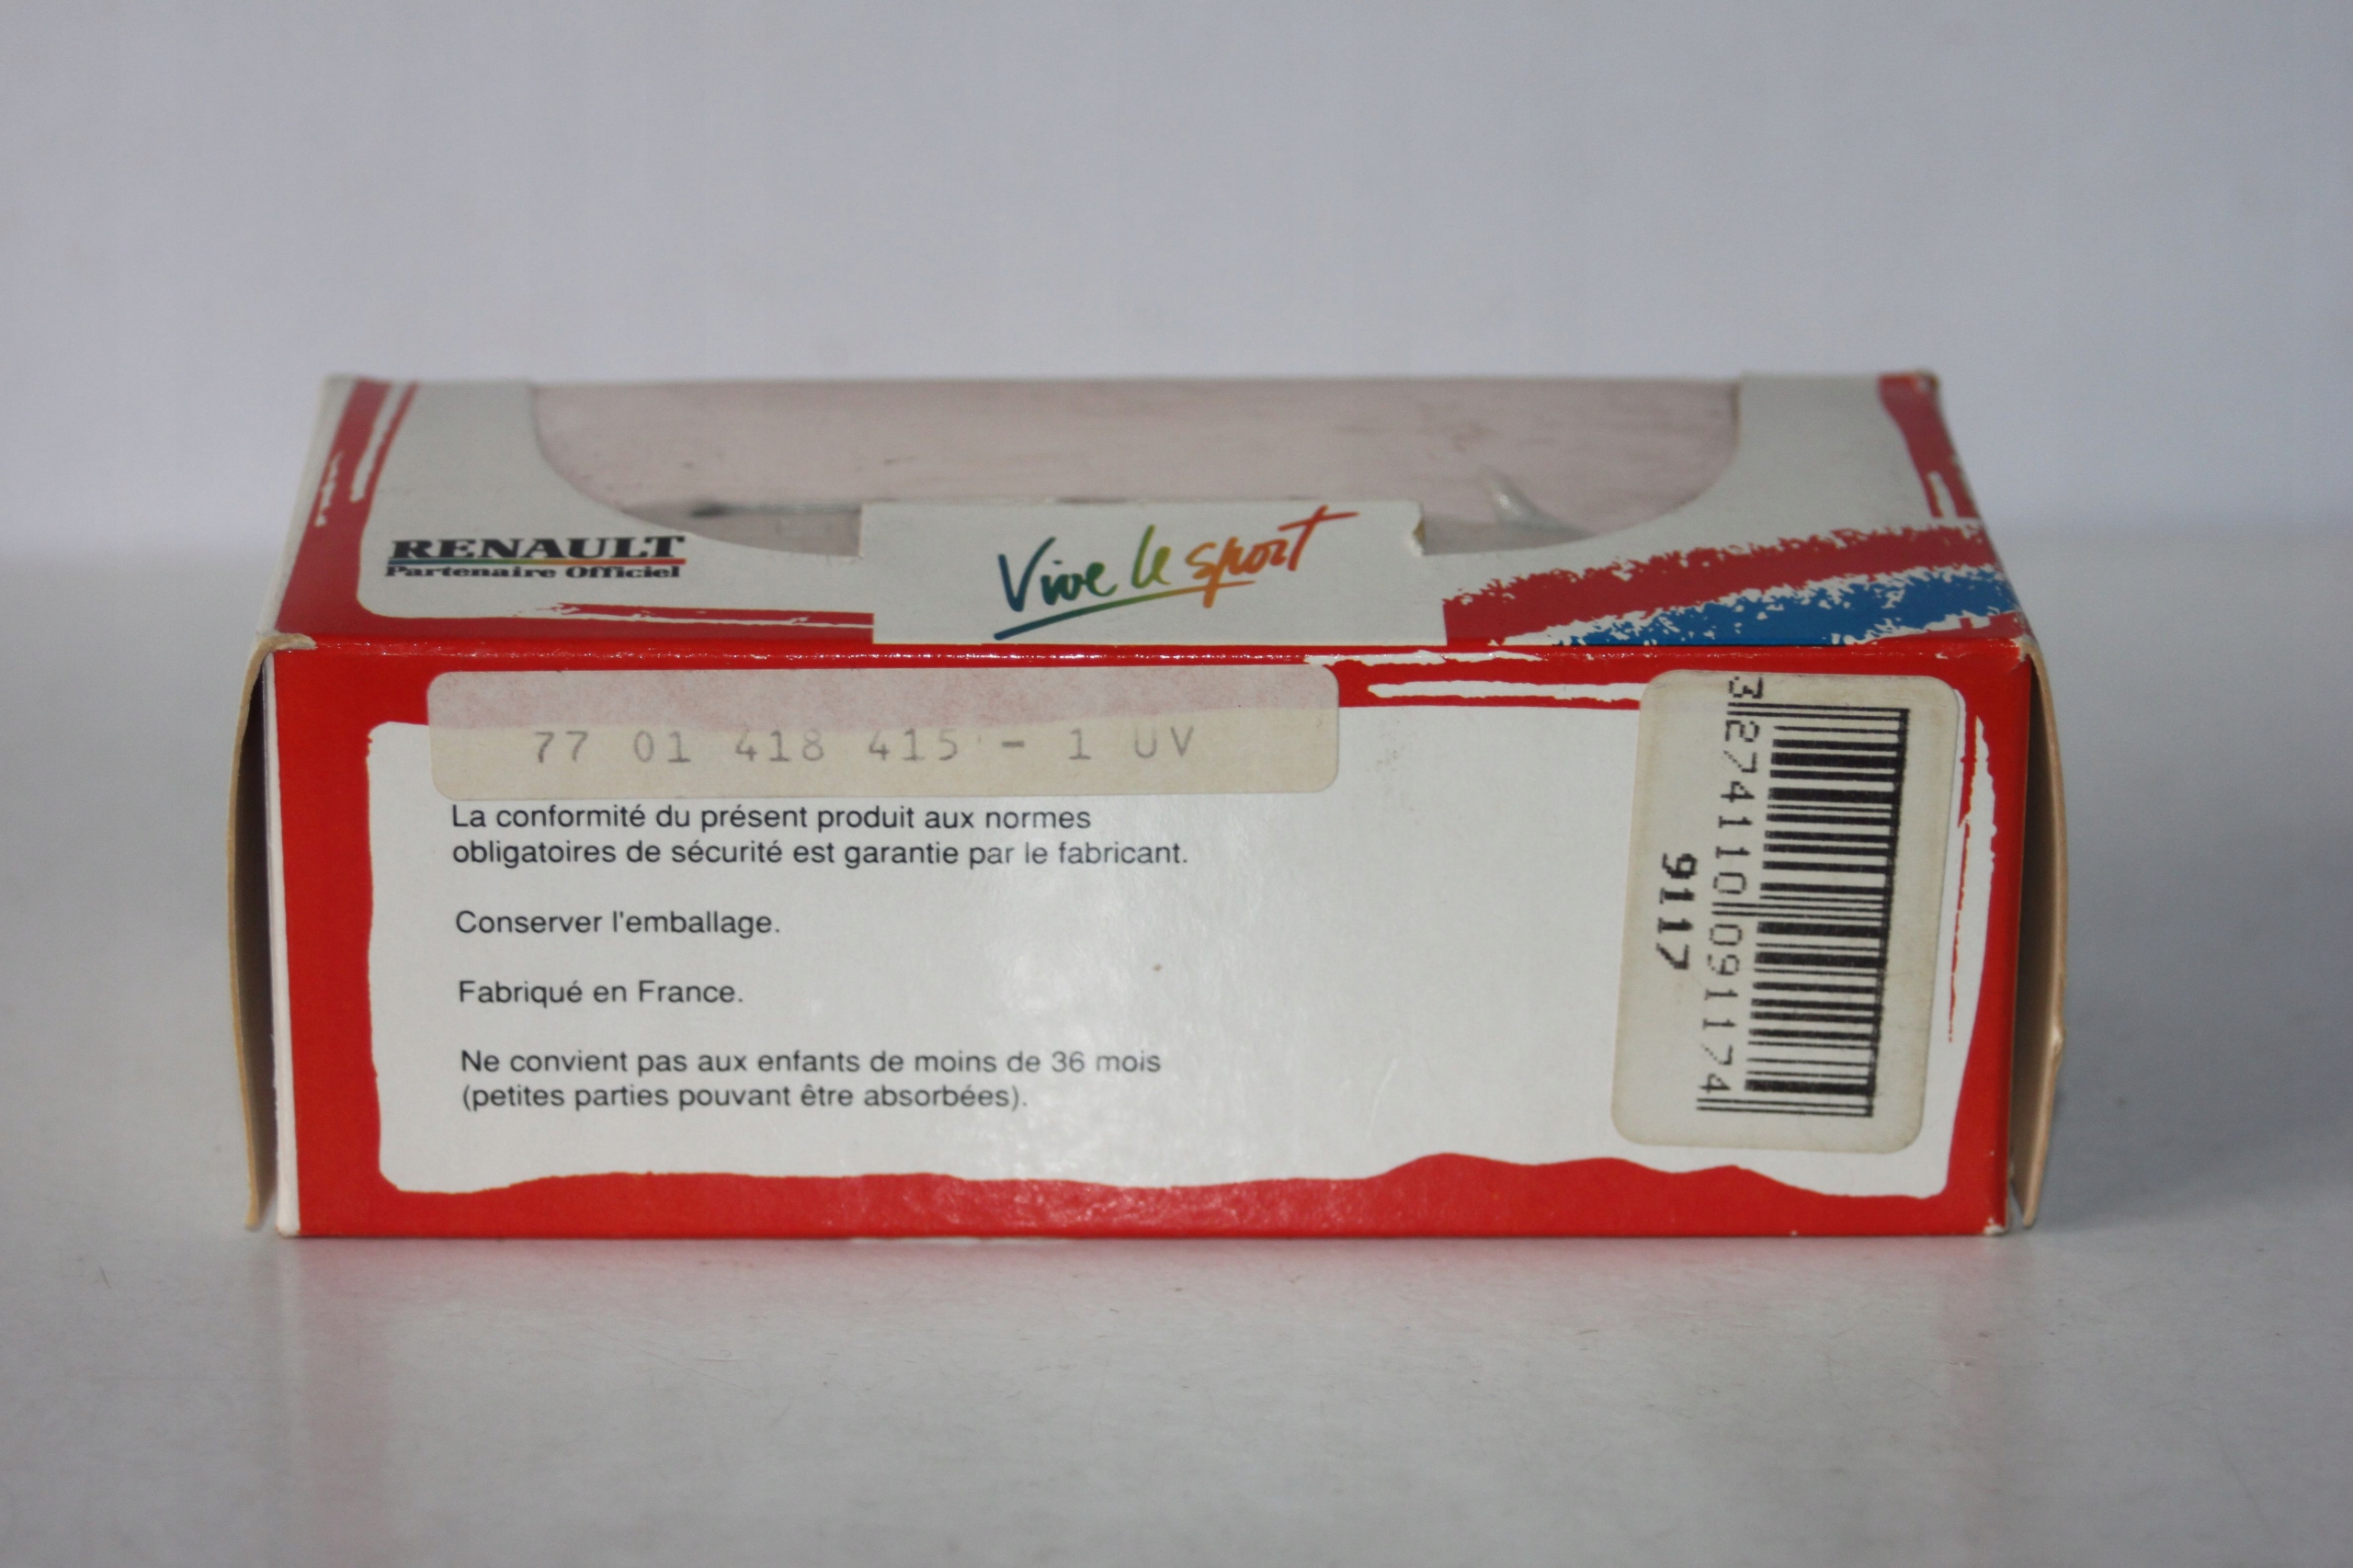 RENAULT
Partenaire Officiel
Vive le sport
77 01 418 415 - 1 UV
La conformité du présent produit aux normes
obligatoires de sécurité est garantie par le fabricant.
Conserver l'emballage.
Fabriqué en France.
Ne convient pas aux enfants de moins de 36 mois
(petites parties pouvant être absorbées).
3 274110 091174
9117